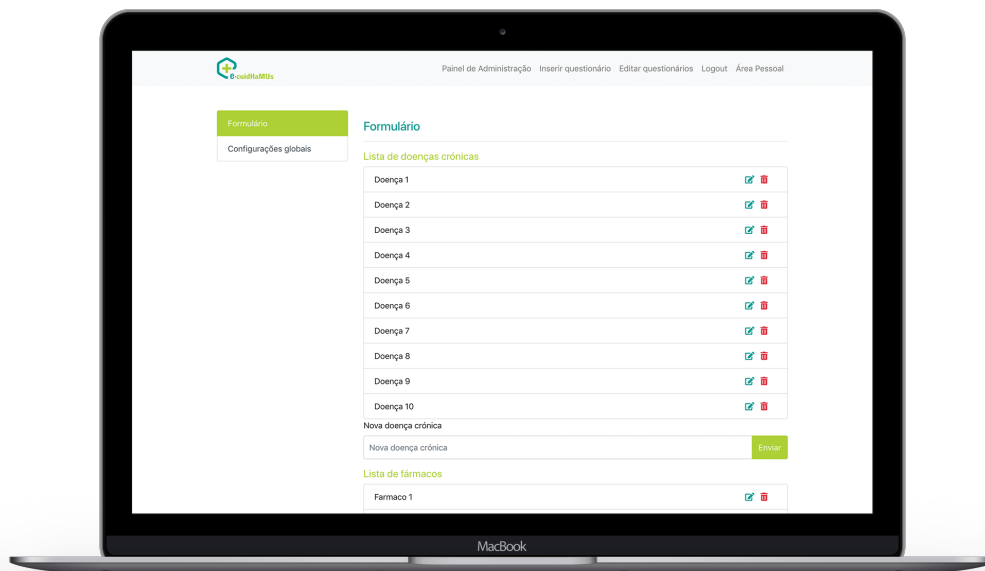 e-cuidHaMUs
Painel de Administração Inserir questionário Editar questionários Logout Área Pessoal
Formulário
Configurações globais
Formulário
Lista de doenças crónicas
Doença 1
Doença 2
Doença 3
Doença 4
Doença 5
Doença 6
Doença 7
Doença 8
Doença 9
Doença 10
Nova doença crónica
Nova doença crónica Enviar
Lista de fármacos
Farmaco 1
MacBook